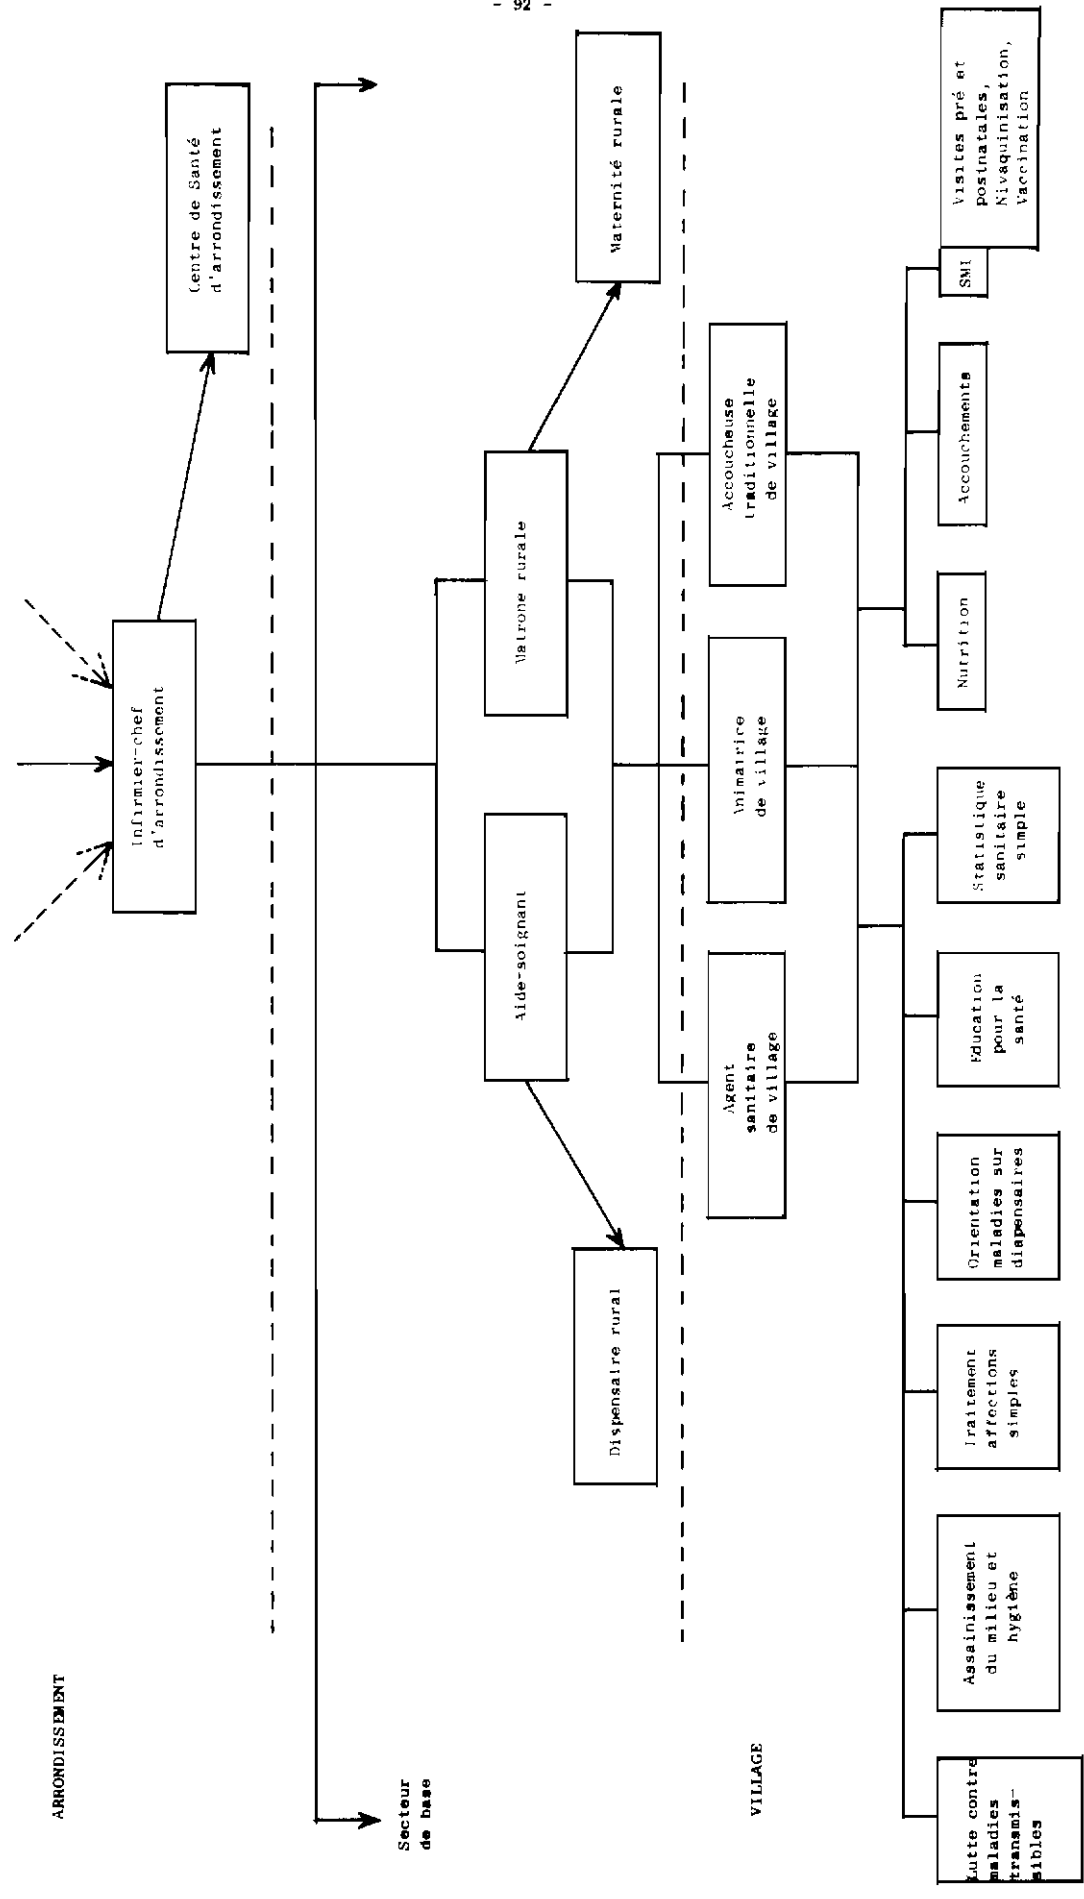 - 92 -
ARRONDISSEMENT
Infirmier-chef
d'arrondissement
Centre de Santé
d'arrondissement
Secteur
de base
Aide-soignant
Matrone rurale
Dispensaire rural
Maternité rurale
VILLAGE
Agent
sanitaire
de village
Animatrice
de village
Accoucheuse
traditionnelle
de village
Lutte contre
maladies
transmis-
sibles
Assainissement
du milieu et
hygiène
Traitement
affections
simples
Orientation
maladies sur
dispensaires
Education
pour la
santé
Statistique
sanitaire
simple
Nutrition
Accouchements
SMI
Visites pré et
postnatales,
Nivaquinisation,
Vaccination